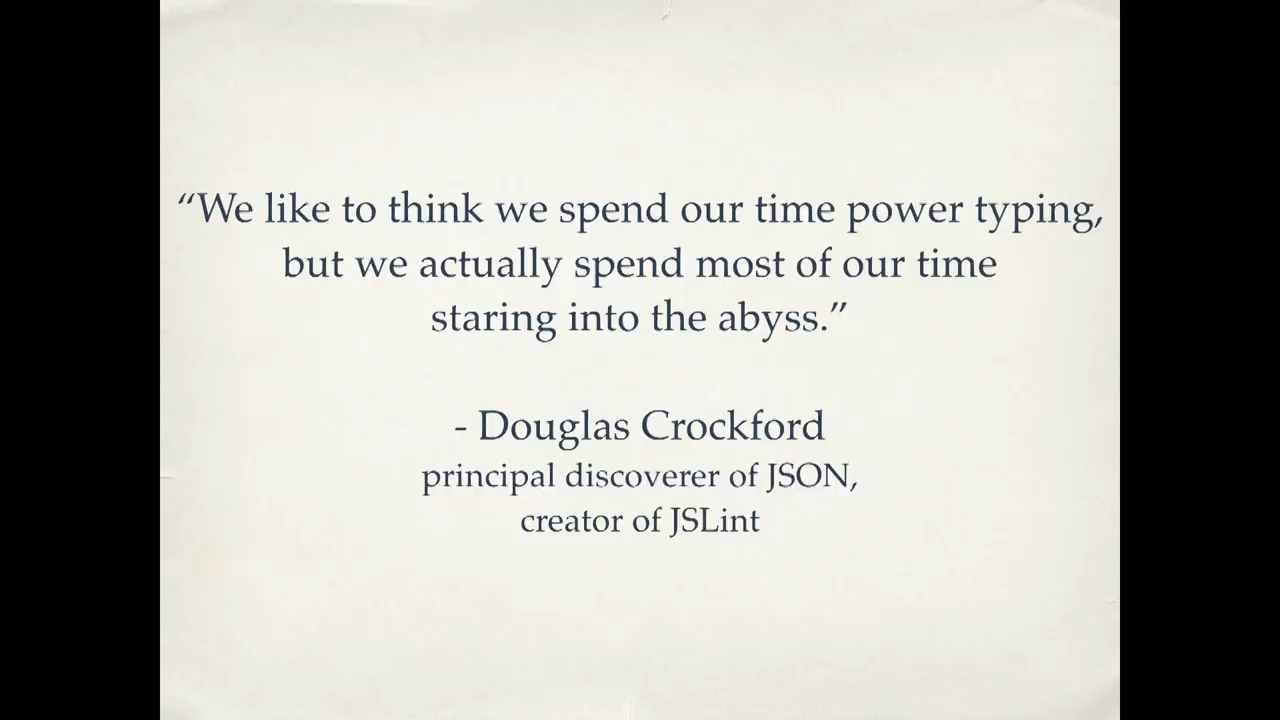 “We like to think we spend our time power typing,
but we actually spend most of our time
staring into the abyss.”
- Douglas Crockford
principal discoverer of JSON,
creator of JSLint